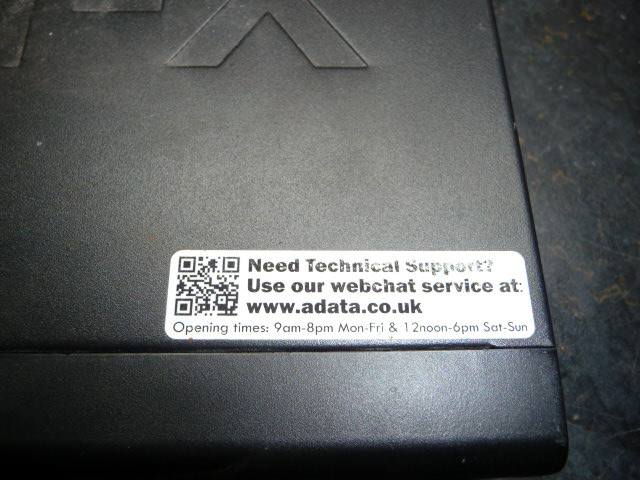 Need Technical Support?
Use our webchat service at:
www.adata.co.uk
Opening times: 9am-8pm Mon-Fri & 12noon-6pm Sat-Sun